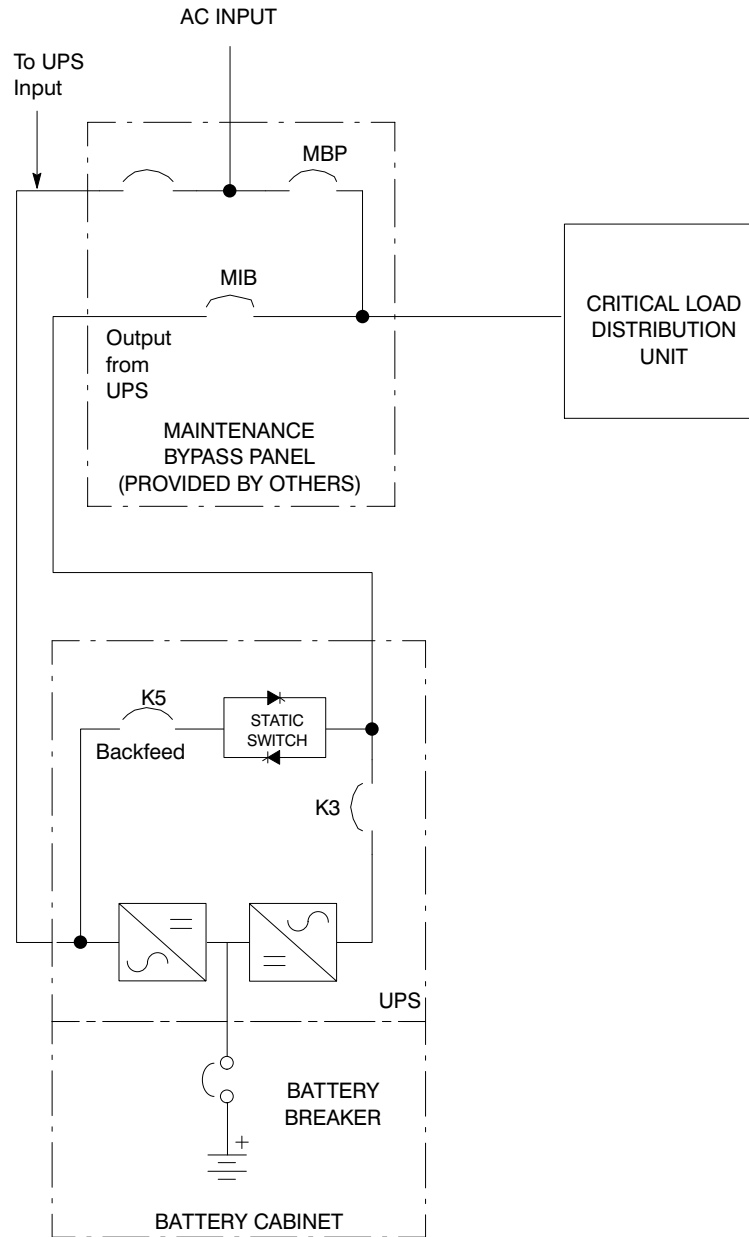 AC INPUT
To UPS
Input
MBP
MIB
Output
from
UPS
MAINTENANCE
BYPASS PANEL
(PROVIDED BY OTHERS)
CRITICAL LOAD
DISTRIBUTION
UNIT
K5
Backfeed
STATIC
SWITCH
K3
UPS
BATTERY
BREAKER
+
BATTERY CABINET